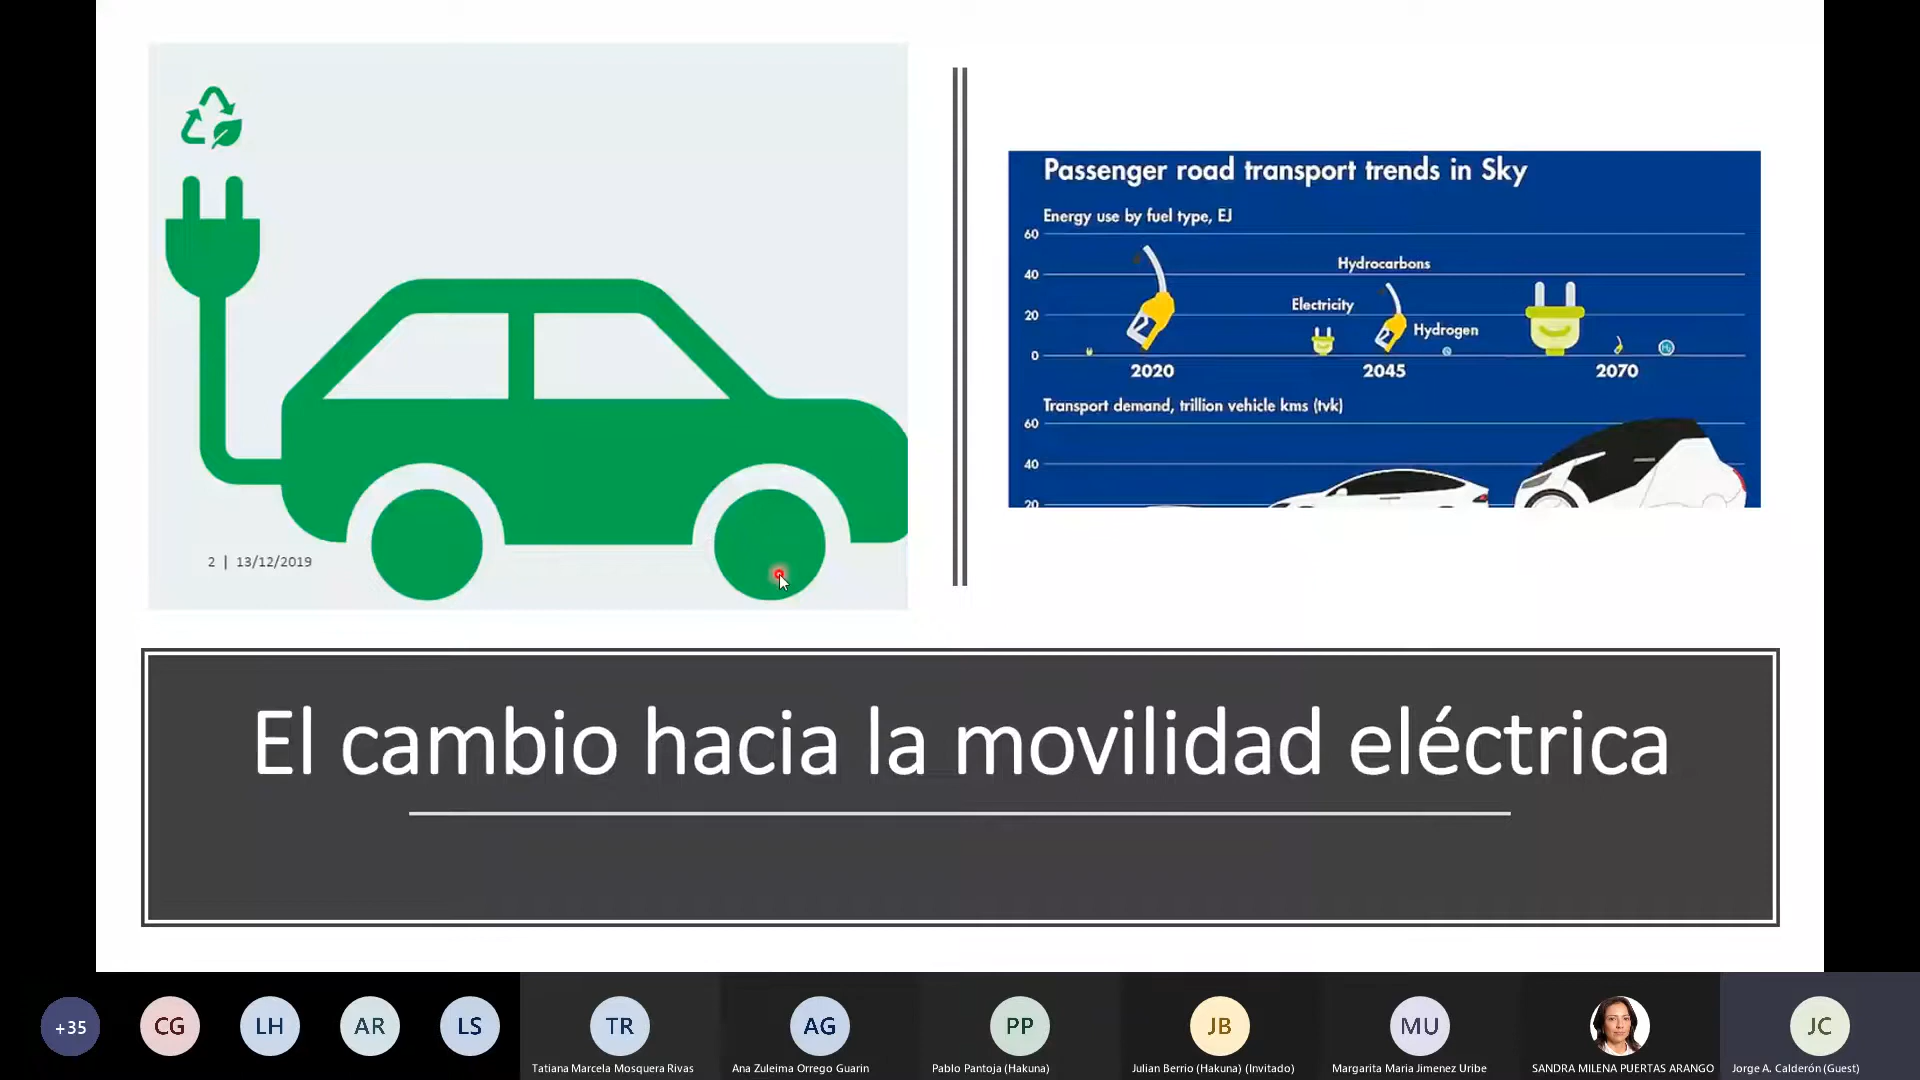 Passenger road transport trends in Sky
Energy use by fuel type, EJ
60
Hydrocarbons
40
Electricity
20
Hydrogen
0
2020
2045
2070
Transport demand, trillion vehicle kms (tvk)
60
40
20
2 | 13/12/2019
El cambio hacia la movilidad eléctrica
+35
CG
LH
AR
LS
TR
AG
PP
JB
MU
JC
Tatiana Marcela Mosquera Rivas
Ana Zuleima Orrego Guarin
Pablo Pantoja (Hakuna)
Julian Berrio (Hakuna) (Invitado)
Margarita Maria Jimenez Uribe
SANDRA MILENA PUERTAS ARANGO
Jorge A. Calderón (Guest)